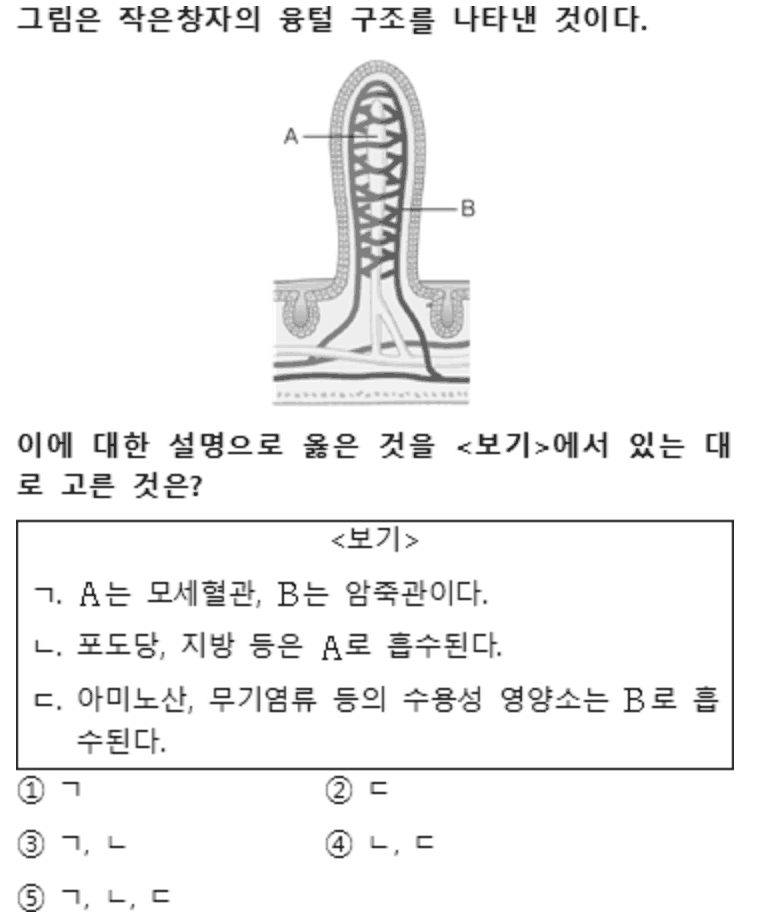 그림은 작은창자의 융털 구조를 나타낸 것이다.
A
B
이에 대한 설명으로 옳은 것을 <보기>에서 있는 대
로 고른 것은?
<보기>
ㄱ. A는 모세혈관, B는 암죽관이다.
ㄴ. 포도당, 지방 등은 A로 흡수된다.
ㄷ. 아미노산, 무기염류 등의 수용성 영양소는 B로 흡
수된다.
① ㄱ ② ㄷ
③ ㄱ, ㄴ ④ ㄴ, ㄷ
⑤ ㄱ, ㄴ, ㄷ